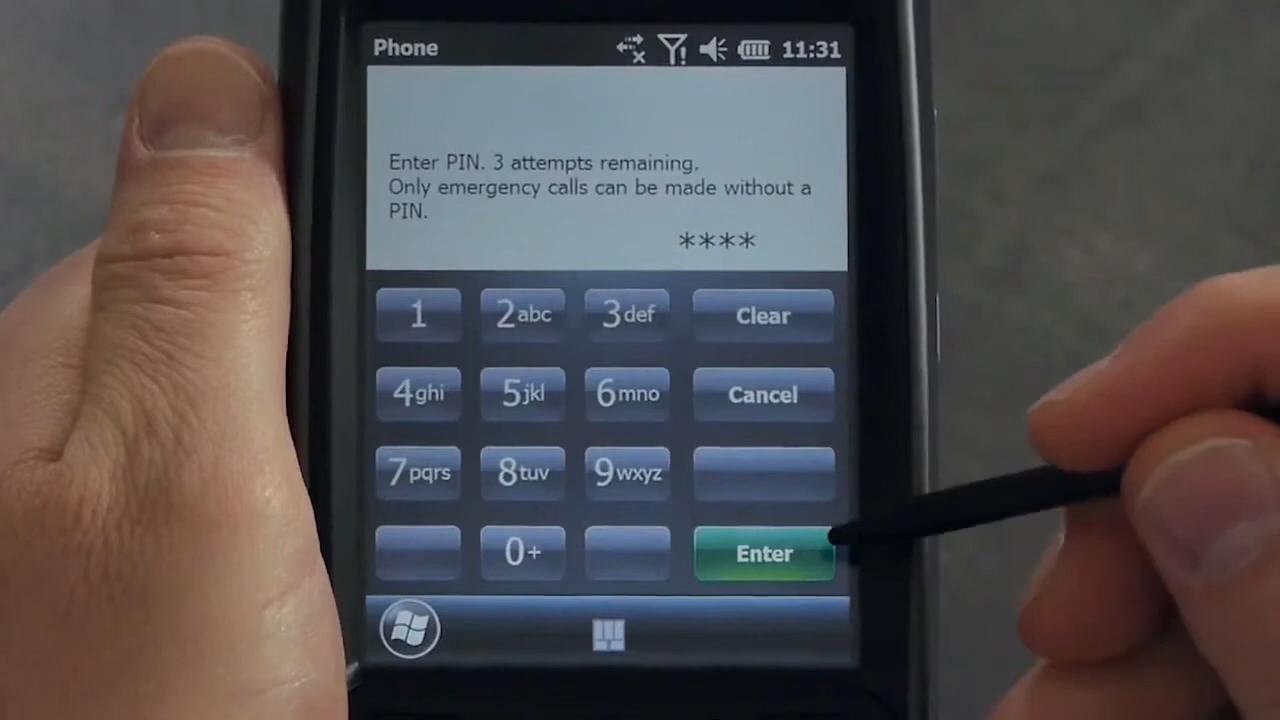 Phone 11:31
Enter PIN. 3 attempts remaining.
Only emergency calls can be made without a
PIN.
****
1 2abc 3def Clear
4ghi 5jkl 6mno Cancel
7pqrs 8tuv 9wxyz
0+ Enter